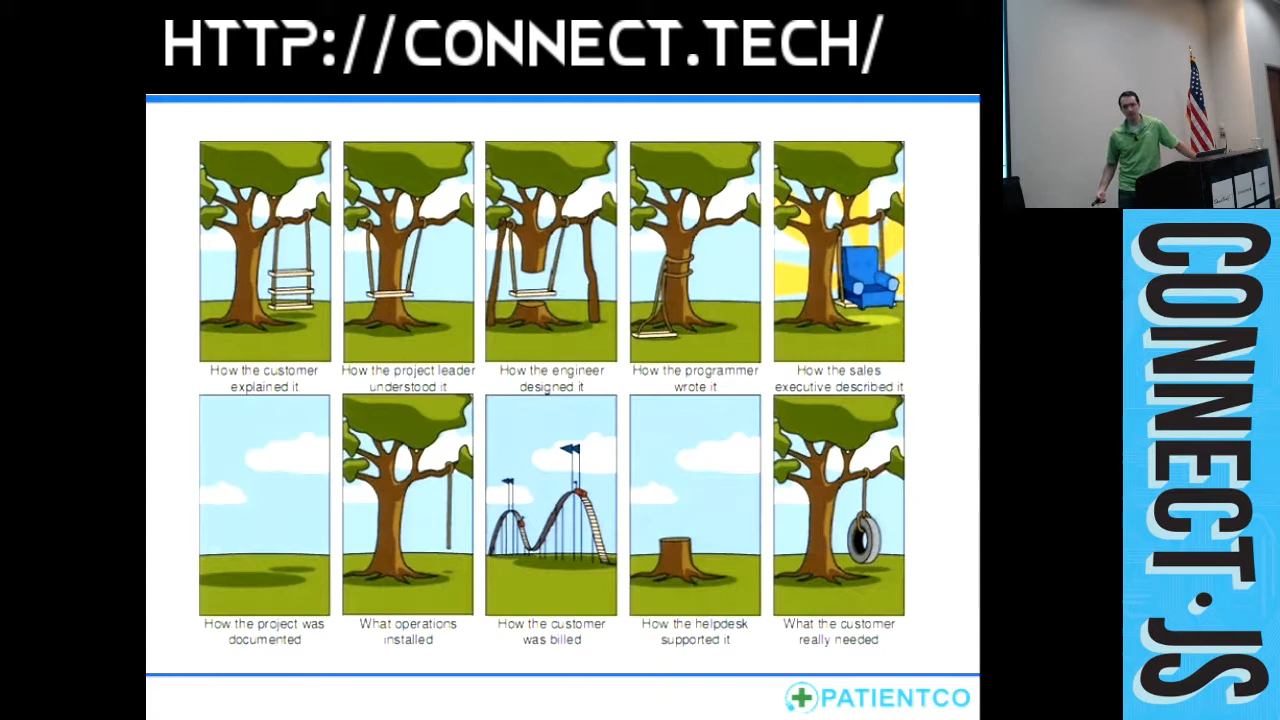 HTTP://CONNECT.TECH/
How the customer
explained it
How the project leader
understood it
How the engineer
designed it
How the programmer
wrote it
How the sales
executive described it
How the project was
documented
What operations
installed
How the customer
was billed
How the helpdesk
supported it
What the customer
really needed
PATIENTCO
CONNECT.JS